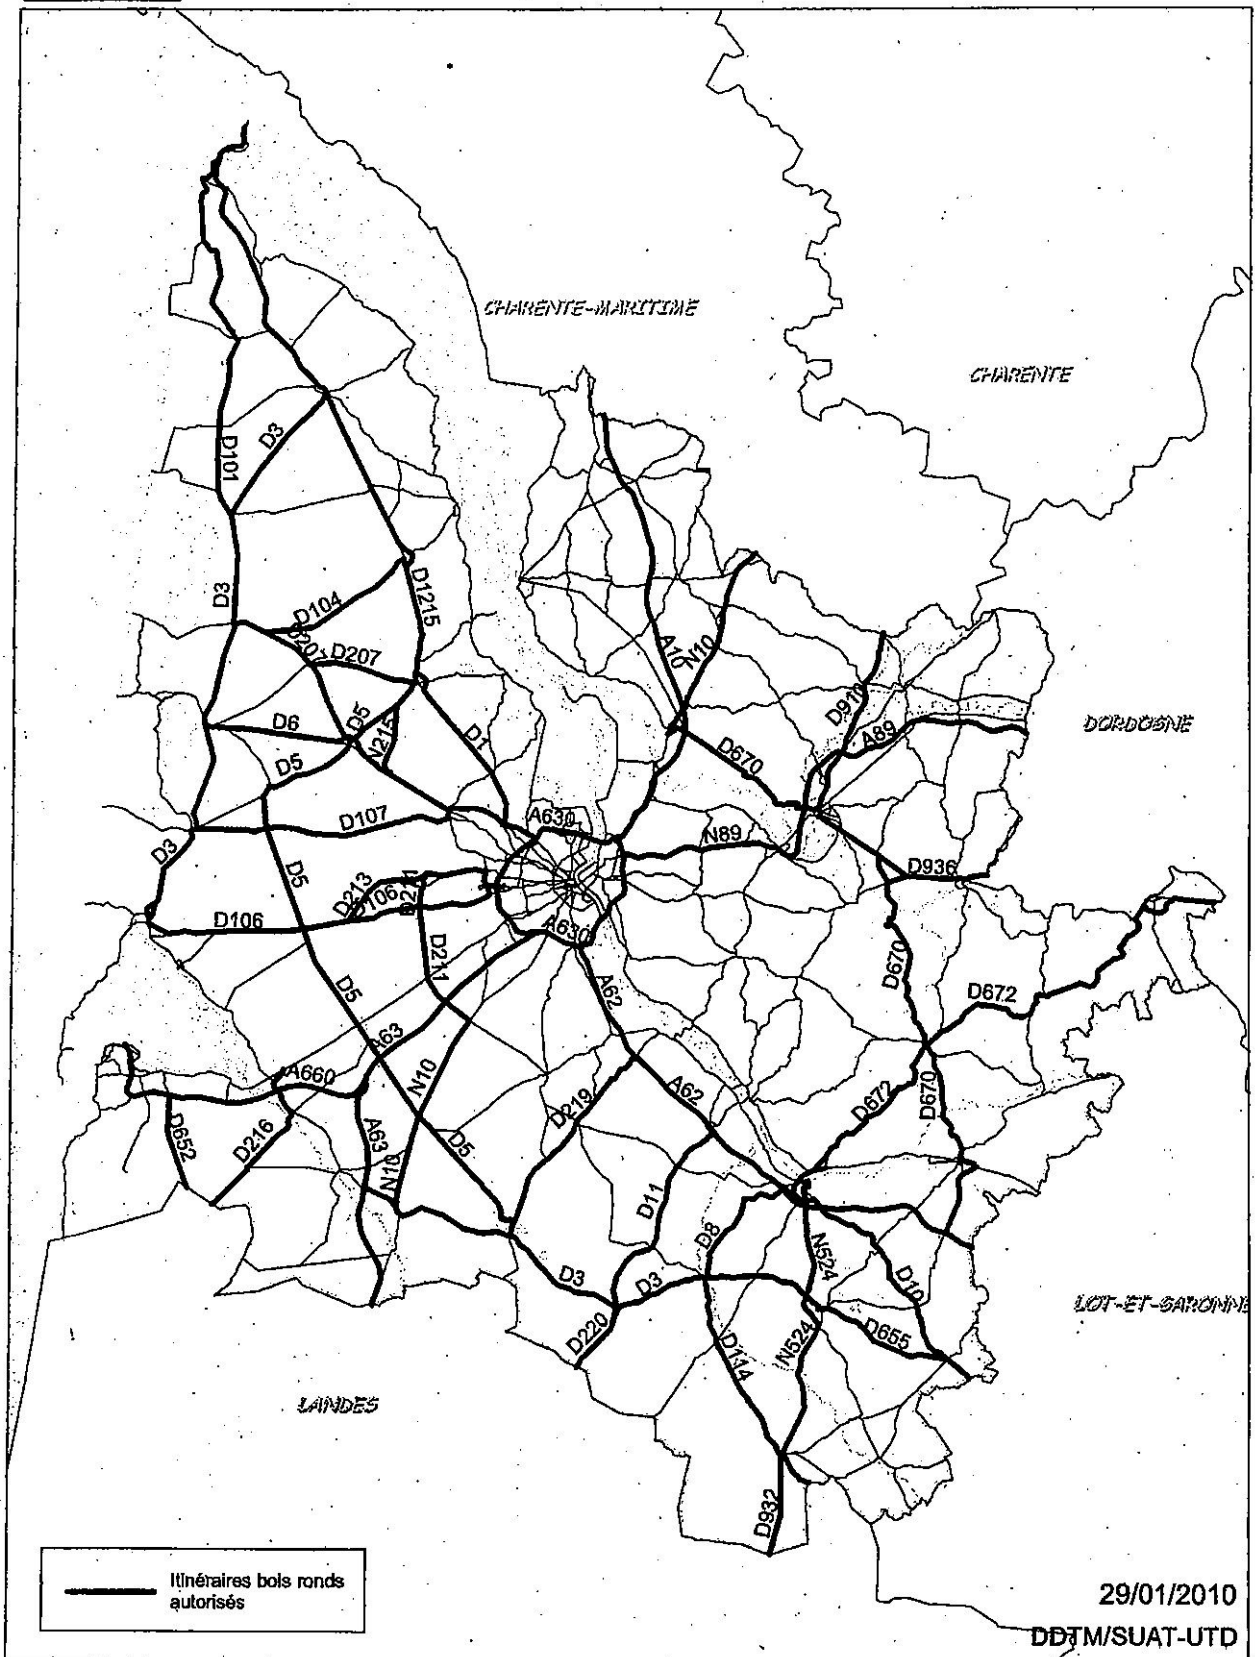 CHARENTE-MARITIME
CHARENTE
D3
D101
D3
D104
D1215
D207
D207
A10
N10
D910
DORDOGNE
D6
D5
N215
D1
D670
A89
D5
D107
A630
N89
D3
D936
D5
D213
D106
D211
D106
A630
D211
D670
D5
A62
D672
A63
A660
N10
A62
D219
D672
D670
D652
D216
A63
N10
D5
D11
D8
N524
D10
D3
D3
LOT-ET-GARONNE
D220
D114
N524
D655
LANDES
D932
Itinéraires bois ronds
autorisés
29/01/2010
DDTM/SUAT-UTD